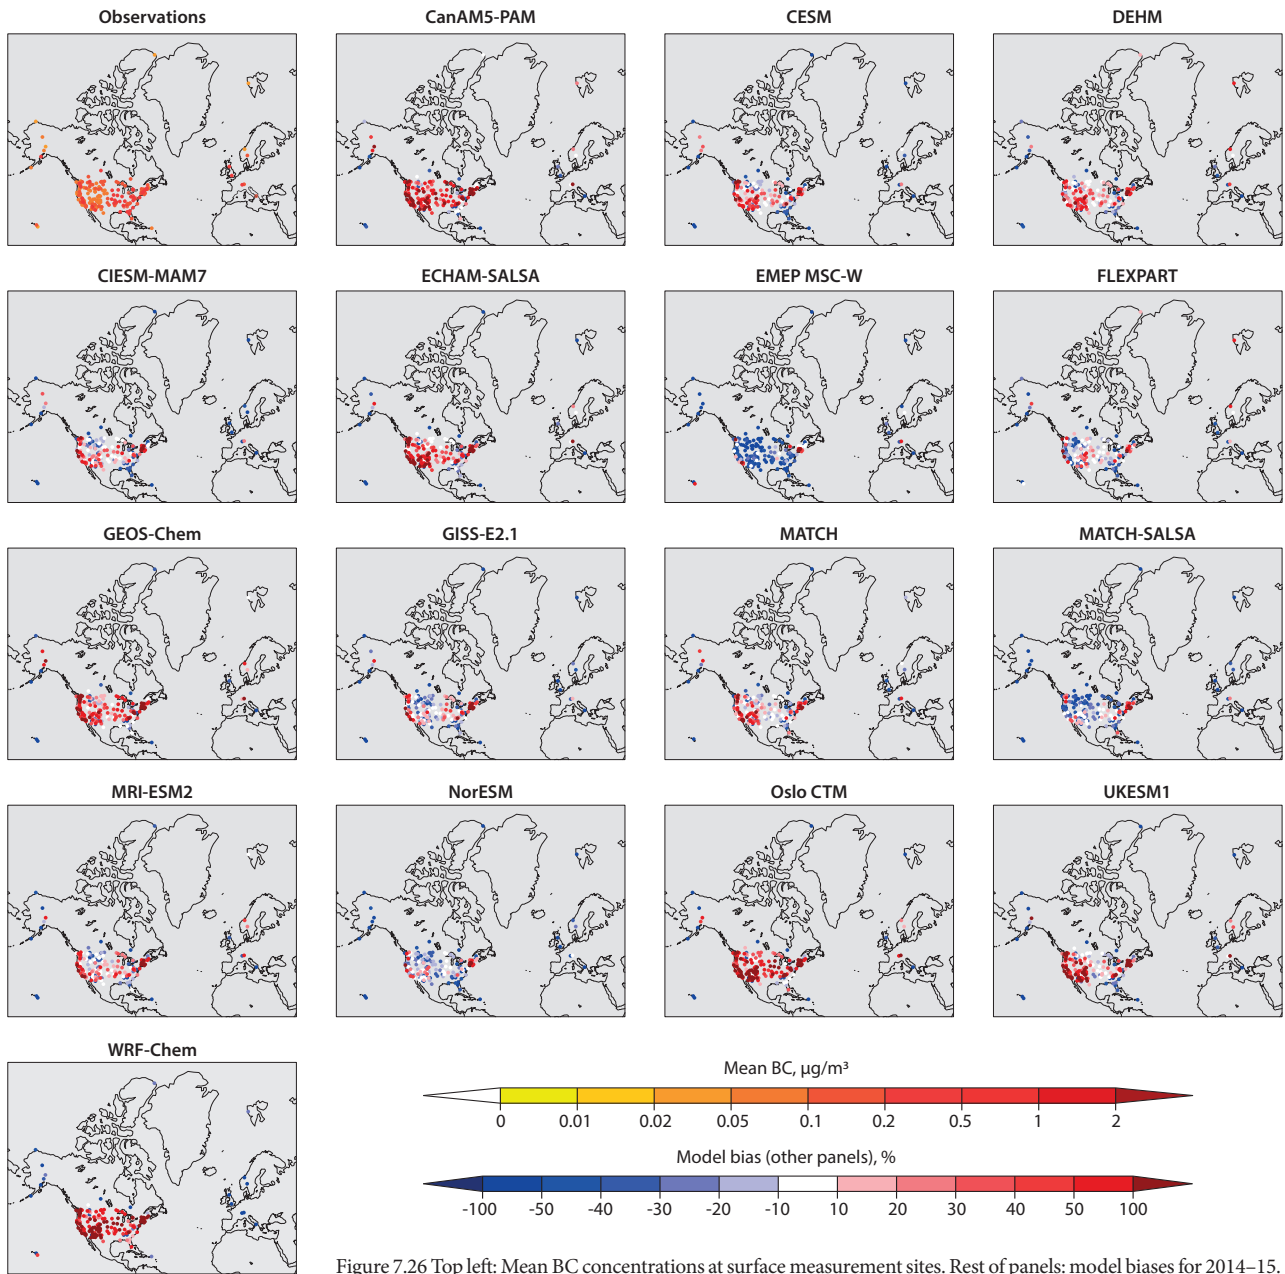 Observations
CanAM5-PAM
CESM
DEHM
CIESM-MAM7
ECHAM-SALSA
EMEP MSC-W
FLEXPART
GEOS-Chem
GISS-E2.1
MATCH
MATCH-SALSA
MRI-ESM2
NorESM
Oslo CTM
UKESM1
WRF-Chem
Mean BC, µg/m³
0 0.01 0.02 0.05 0.1 0.2 0.5 1 2
Model bias (other panels), %
-100 -50 -40 -30 -20 -10 10 20 30 40 50 100
Figure 7.26 Top left: Mean BC concentrations at surface measurement sites. Rest of panels: model biases for 2014–15.